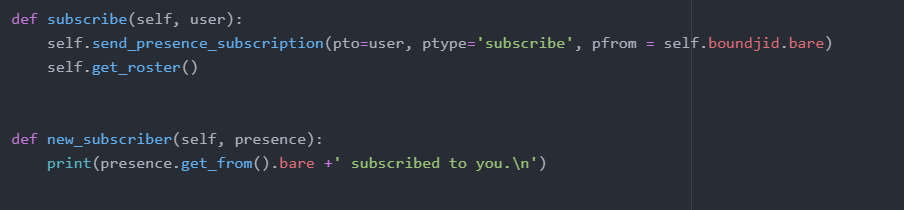 def subscribe(self, user):
    self.send_presence_subscription(pto=user, ptype='subscribe', pfrom = self.boundjid.bare)
    self.get_roster()
def new_subscriber(self, presence):
    print(presence.get_from().bare +' subscribed to you.\n')